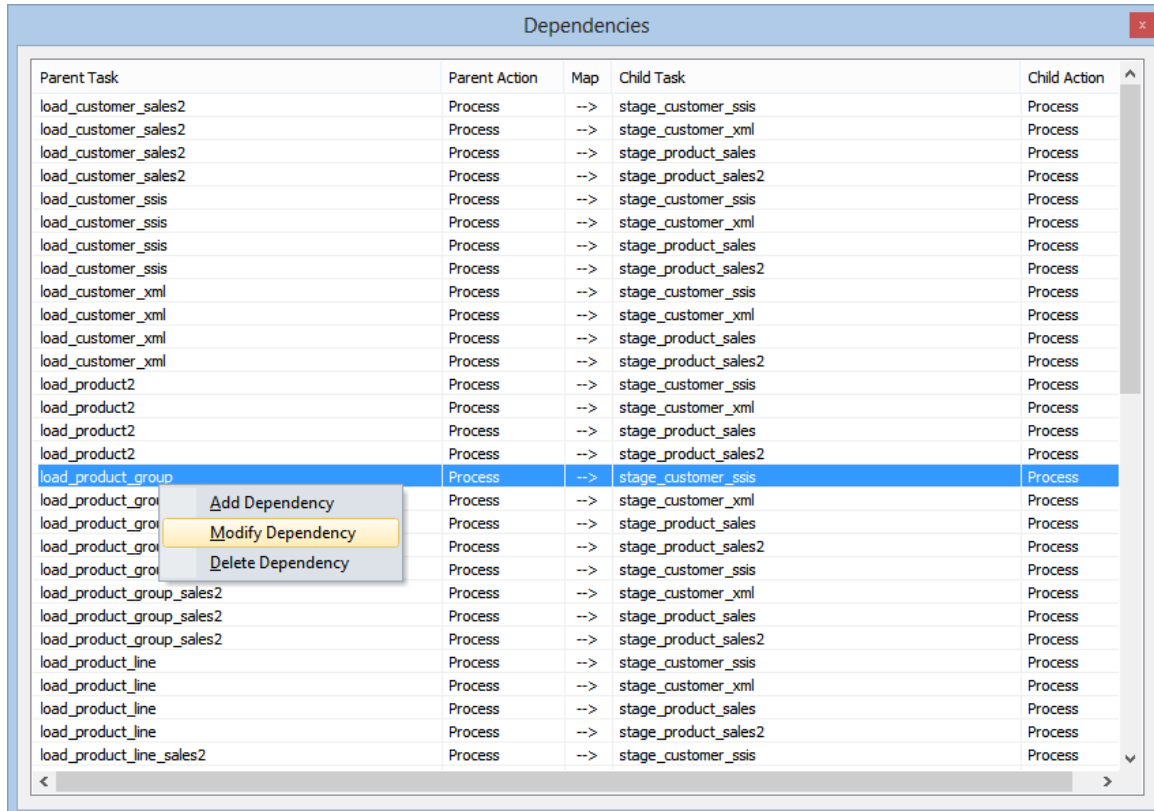 Dependencies
x
Parent Task Parent Action Map Child Task Child Action
load_customer_sales2 Process --> stage_customer_ssis Process
load_customer_sales2 Process --> stage_customer_xml Process
load_customer_sales2 Process --> stage_product_sales Process
load_customer_sales2 Process --> stage_product_sales2 Process
load_customer_ssis Process --> stage_customer_ssis Process
load_customer_ssis Process --> stage_customer_xml Process
load_customer_ssis Process --> stage_product_sales Process
load_customer_ssis Process --> stage_product_sales2 Process
load_customer_xml Process --> stage_customer_ssis Process
load_customer_xml Process --> stage_customer_xml Process
load_customer_xml Process --> stage_product_sales Process
load_customer_xml Process --> stage_product_sales2 Process
load_product2 Process --> stage_customer_ssis Process
load_product2 Process --> stage_customer_xml Process
load_product2 Process --> stage_product_sales Process
load_product2 Process --> stage_product_sales2 Process
load_product_group Process --> stage_customer_ssis Process
load_product_grou Process --> stage_customer_xml Process
Add Dependency
load_product_grou Process --> stage_product_sales Process
Modify Dependency
load_product_grou Process --> stage_product_sales2 Process
Delete Dependency
load_product_grou Process --> stage_customer_ssis Process
load_product_group_sales2 Process --> stage_customer_xml Process
load_product_group_sales2 Process --> stage_product_sales Process
load_product_group_sales2 Process --> stage_product_sales2 Process
load_product_line Process --> stage_customer_ssis Process
load_product_line Process --> stage_customer_xml Process
load_product_line Process --> stage_product_sales Process
load_product_line Process --> stage_product_sales2 Process
load_product_line_sales2 Process --> stage_customer_ssis Process